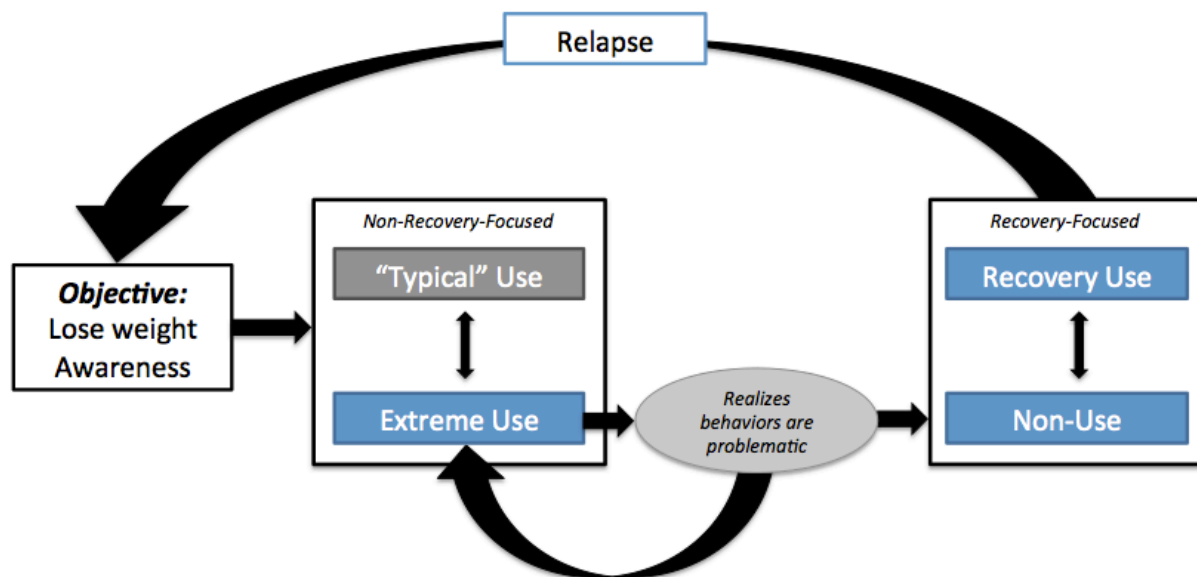 Relapse
Objective:
Lose weight
Awareness
Non-Recovery-Focused
“Typical” Use
Extreme Use
Realizes
behaviors are
problematic
Recovery-Focused
Recovery Use
Non-Use